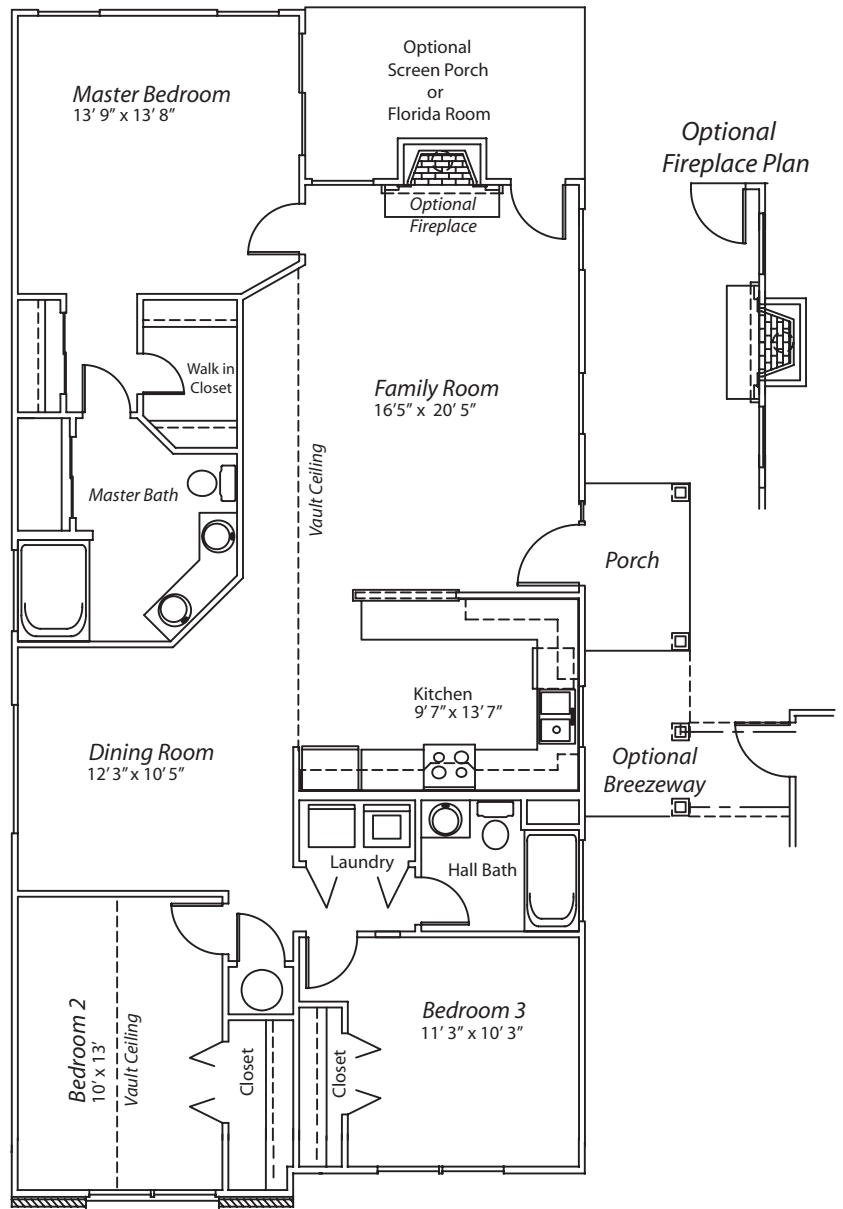 Master Bedroom
13' 9" x 13' 8"
Optional
Screen Porch
or
Florida Room
Optional
Fireplace Plan
Optional
Fireplace
Walk in
Closet
Family Room
16'5" x 20' 5"
Vault Ceiling
Master Bath
Porch
Kitchen
9' 7" x 13' 7"
Dining Room
12' 3" x 10' 5"
Optional
Breezeway
Laundry
Hall Bath
Bedroom 2
10' x 13'
Vault Ceiling
Closet
Closet
Bedroom 3
11' 3" x 10' 3"